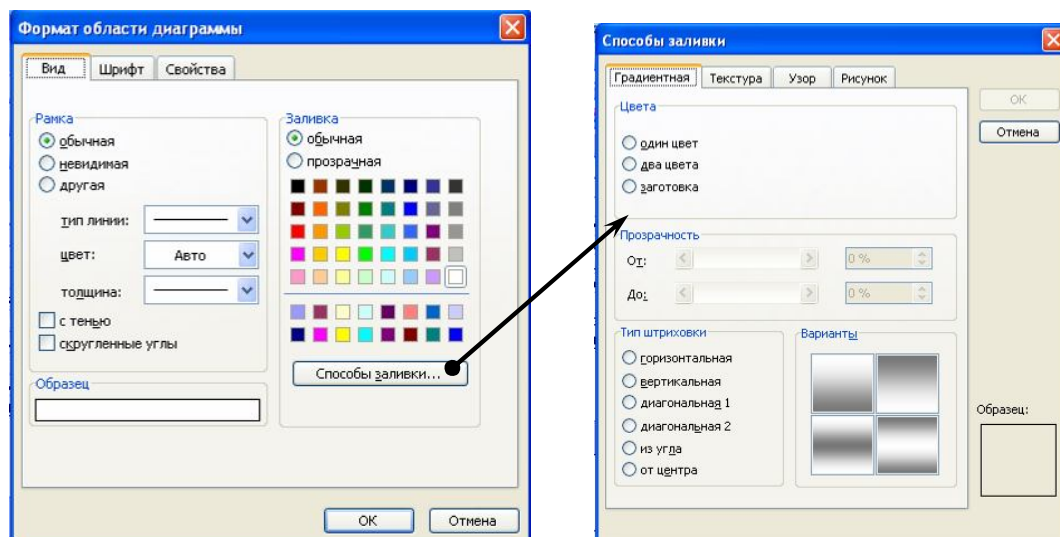 Формат области диаграммы
Вид Шрифт Свойства
Рамка
обычная
невидимая
другая
тип линии:
цвет: Авто
толщина:
с тенью
скругленные углы
Образец
Заливка
обычная
прозрачная
Способы заливки...
OK Отмена
Способы заливки
Градиентная Текстура Узор Рисунок
Цвета
один цвет
два цвета
заготовка
Прозрачность
От: 0 %
До: 0 %
Тип штриховки
горизонтальная
вертикальная
диагональная 1
диагональная 2
из угла
от центра
Варианты
OK
Отмена
Образец: